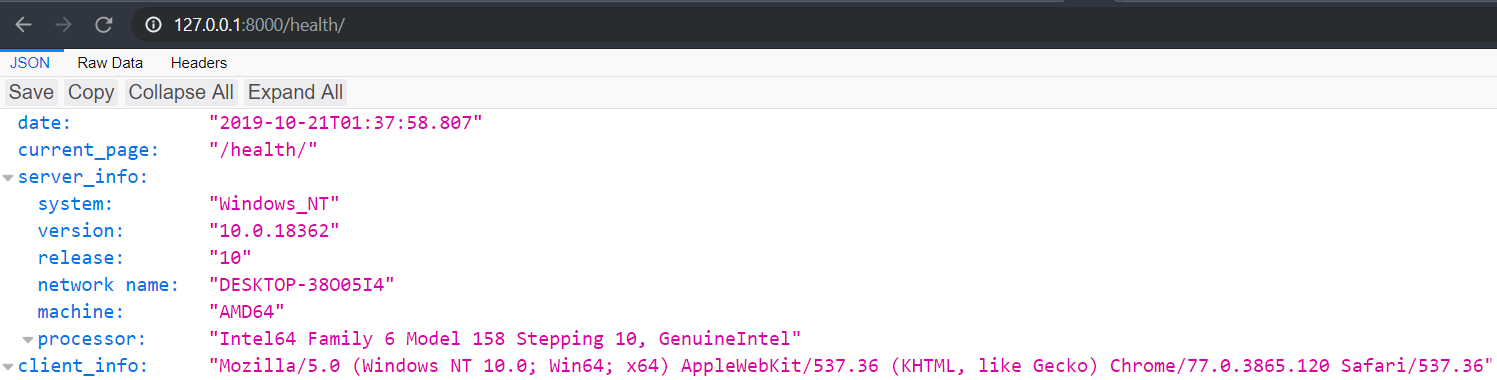 127.0.0.1:8000/health/
JSON Raw Data Headers
Save Copy Collapse All Expand All
date: "2019-10-21T01:37:58.807"
current_page: "/health/"
server_info:
system: "Windows_NT"
version: "10.0.18362"
release: "10"
network name: "DESKTOP-38O05I4"
machine: "AMD64"
processor: "Intel64 Family 6 Model 158 Stepping 10, GenuineIntel"
client_info: "Mozilla/5.0 (Windows NT 10.0; Win64; x64) AppleWebKit/537.36 (KHTML, like Gecko) Chrome/77.0.3865.120 Safari/537.36"